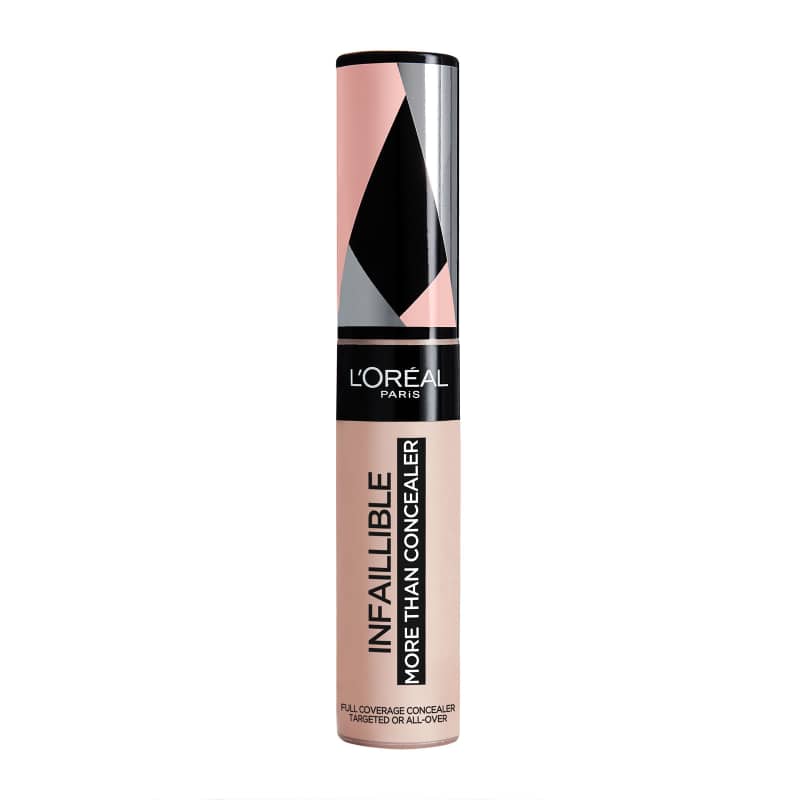 L'ORÉAL
PARiS
INFAILLIBLE
MORE THAN CONCEALER
FULL COVERAGE CONCEALER
TARGETED OR ALL-OVER